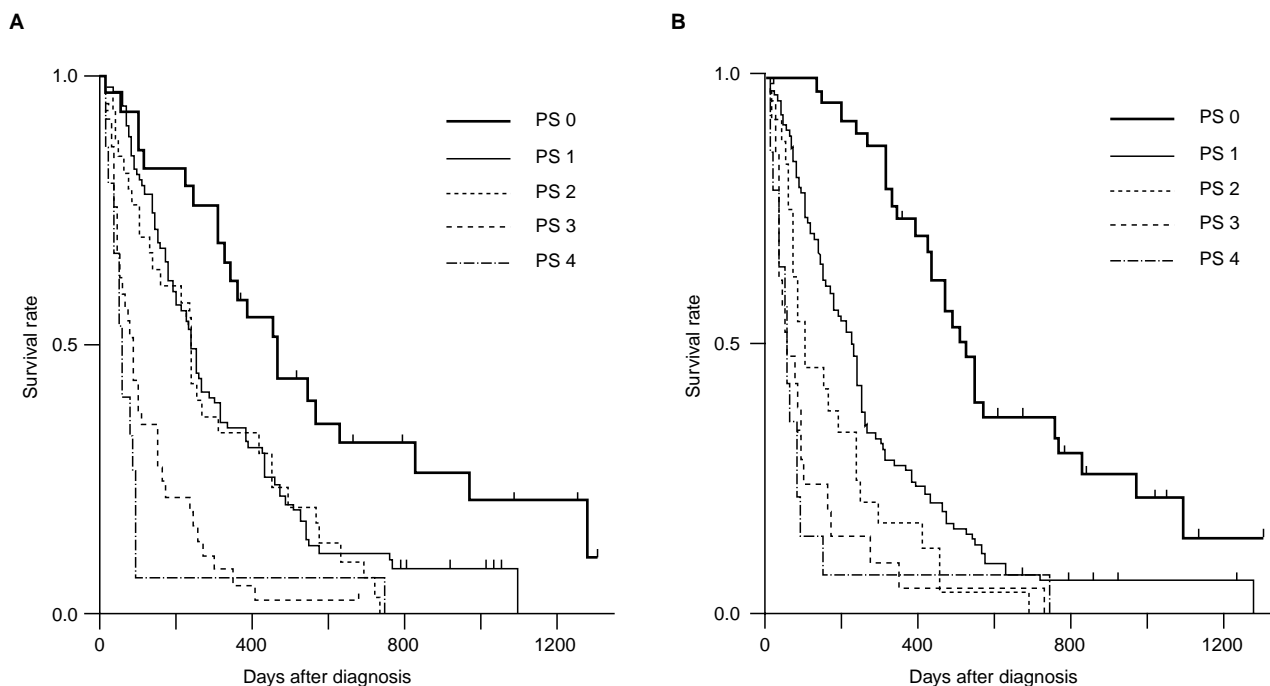 A
1.0
0.5
0.0
Survival rate
PS 0
PS 1
PS 2
PS 3
PS 4
0 400 800 1200
Days after diagnosis
B
1.0
0.5
0.0
Survival rate
PS 0
PS 1
PS 2
PS 3
PS 4
0 400 800 1200
Days after diagnosis